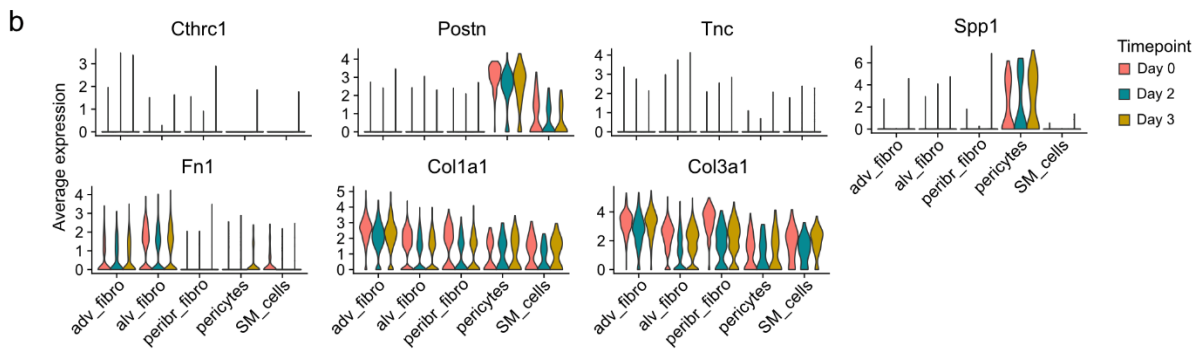 b
Cthrc1
Postn
Tnc
Spp1
Timepoint
Day 0
Day 2
Day 3
Average expression
3
2
1
0
4
3
2
1
0
4
3
2
1
0
6
4
2
0
adv_fibro
alv_fibro
peribr_fibro
pericytes
SM_cells
Fn1
Col1a1
Col3a1
4
3
2
1
0
5
4
3
2
1
0
4
2
0
adv_fibro
alv_fibro
peribr_fibro
pericytes
SM_cells
adv_fibro
alv_fibro
peribr_fibro
pericytes
SM_cells
adv_fibro
alv_fibro
peribr_fibro
pericytes
SM_cells